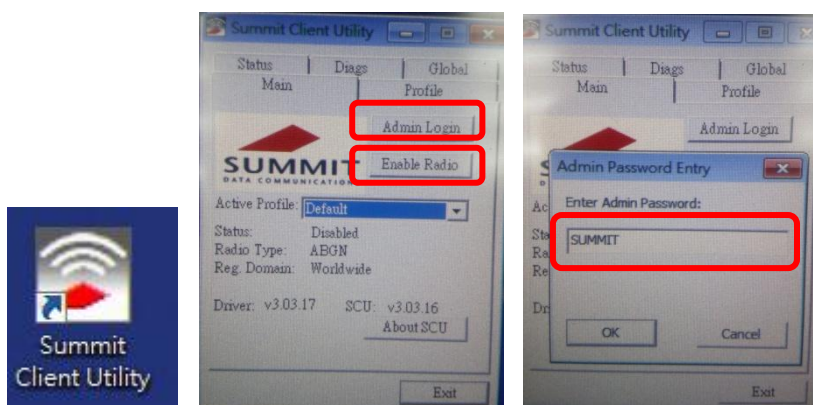 Summit
Client Utility
Summit Client Utility
Status Diags Global
Main Profile
Admin Login
SUMMIT
DATA COMMUNICATION
Enable Radio
Active Profile: Default
Status: Disabled
Radio Type: ABGN
Reg. Domain: Worldwide
Driver: v3.03.17 SCU: v3.03.16
About SCU
Exit
Summit Client Utility
Status Diags Global
Main Profile
Admin Login
Admin Password Entry
Enter Admin Password:
SUMMIT
OK Cancel
Exit